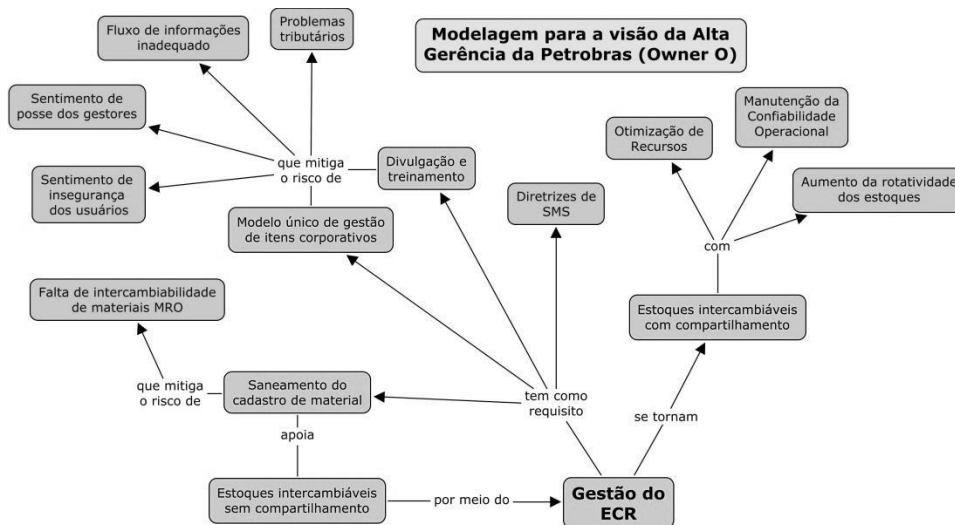 Problemas
tributários
Fluxo de informações
inadequado
Modelagem para a visão da Alta
Gerência da Petrobras (Owner O)
Sentimento de
posse dos gestores
Manutenção da
Confiabilidade
Operacional
Otimização de
Recursos
que mitiga
o risco de
Divulgação e
treinamento
Sentimento de
insegurança
dos usuários
Aumento da rotatividade
dos estoques
Diretrizes de
SMS
Modelo único de gestão
de itens corporativos
com
Falta de intercambiabilidade
de materiais MRO
Estoques intercambiáveis
com compartilhamento
que mitiga
o risco de
Saneamento do
cadastro de material
tem como
requisito
se tornam
apoia
Estoques intercambiáveis
sem compartilhamento
por meio do
Gestão do
ECR